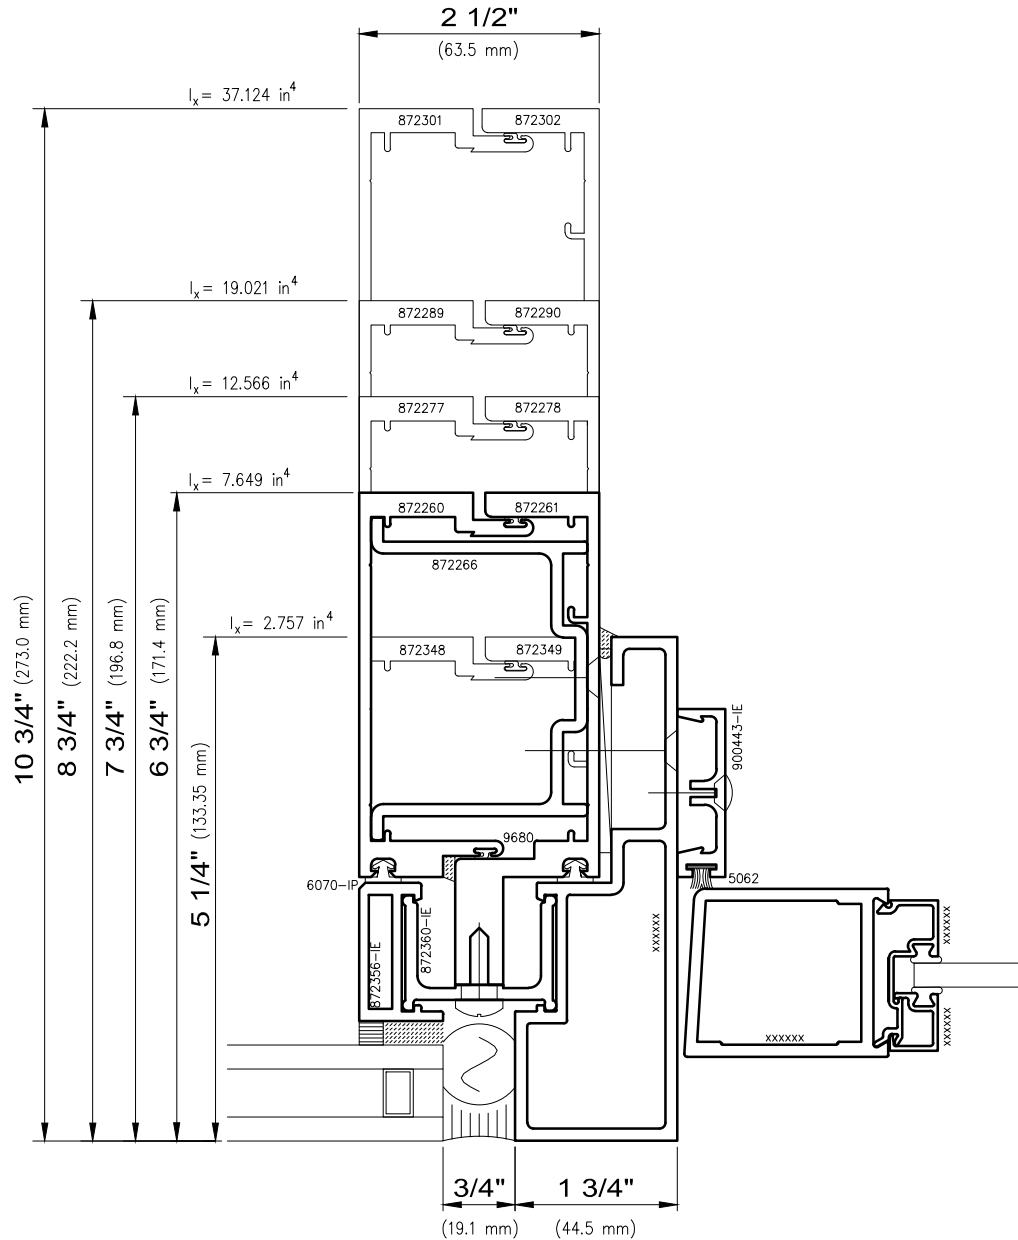 2 1/2"
(63.5 mm)
Ix= 37.124 in4
872301
872302
Ix= 19.021 in4
872289
872290
Ix= 12.566 in4
872277
872278
Ix= 7.649 in4
872260
872261
872266
Ix= 2.757 in4
872348
872349
10 3/4" (273.0 mm)
8 3/4" (222.2 mm)
7 3/4" (196.8 mm)
6 3/4" (171.4 mm)
5 1/4" (133.35 mm)
900443-IE
9680
6070-IP
5062
872360-IE
872356-IE
xxxxxx
xxxxxx
xxxxxx
xxxxxx
3/4"
(19.1 mm)
1 3/4"
(44.5 mm)